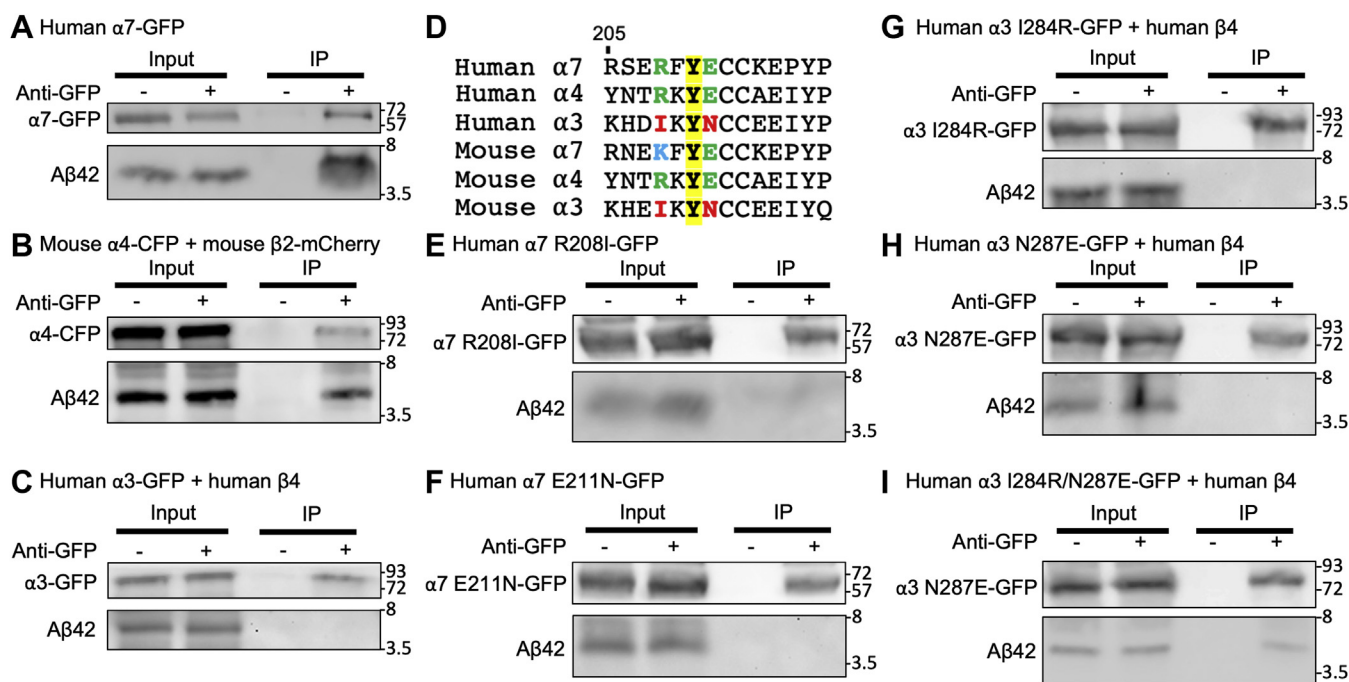 A Human α7-GFP
Input IP
Anti-GFP - + - +
α7-GFP
72
57
Aβ42
8
3.5
B Mouse α4-CFP + mouse β2-mCherry
Input IP
Anti-GFP - + - +
α4-CFP
93
72
Aβ42
8
3.5
C Human α3-GFP + human β4
Input IP
Anti-GFP - + - +
α3-GFP
93
72
Aβ42
8
3.5
D
205
Human α7 RSERFYECCKEPYP
Human α4 YNTRKYECCAEIYP
Human α3 KHDIKYNCCEEIYP
Mouse α7 RNEKFYECCKEPYP
Mouse α4 YNTRKYECCAEIYP
Mouse α3 KHEIKYNCCEEIYQ
E Human α7 R208I-GFP
Input IP
Anti-GFP - + - +
α7 R208I-GFP
72
57
Aβ42
8
3.5
F Human α7 E211N-GFP
Input IP
Anti-GFP - + - +
α7 E211N-GFP
72
57
Aβ42
8
3.5
G Human α3 I284R-GFP + human β4
Input IP
Anti-GFP - + - +
α3 I284R-GFP
93
72
Aβ42
8
3.5
H Human α3 N287E-GFP + human β4
Input IP
Anti-GFP - + - +
α3 N287E-GFP
93
72
Aβ42
8
3.5
I Human α3 I284R/N287E-GFP + human β4
Input IP
Anti-GFP - + - +
α3 N287E-GFP
93
72
Aβ42
8
3.5